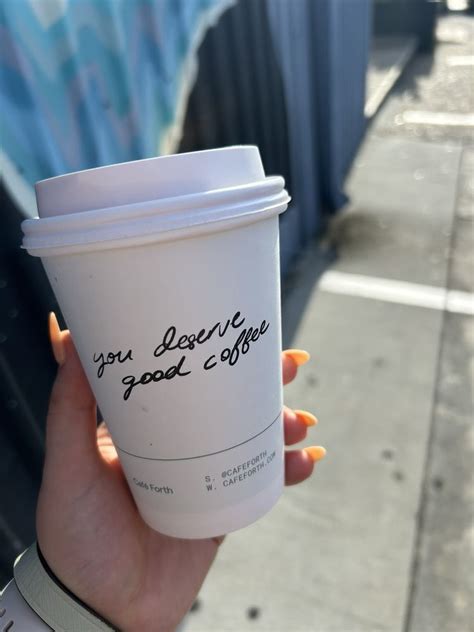 you deserve
good coffee
Café Forth
S. @CAFEFORTH
W. CAFEFORTH.COM